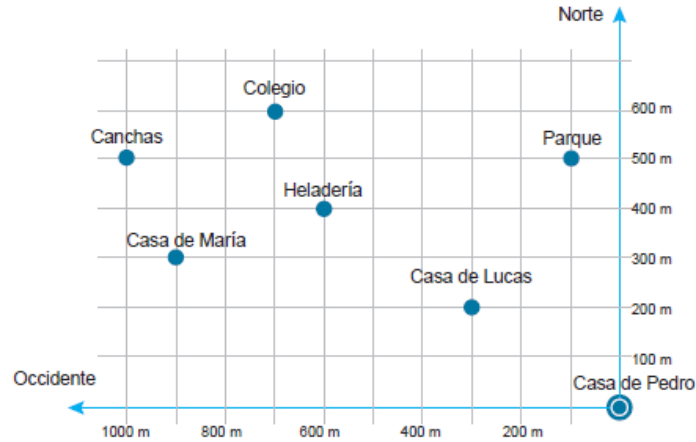 Norte
Colegio
600 m
Canchas
Parque
500 m
Heladería
400 m
Casa de María
300 m
Casa de Lucas
200 m
100 m
Occidente
Casa de Pedro
1000 m 800 m 600 m 400 m 200 m